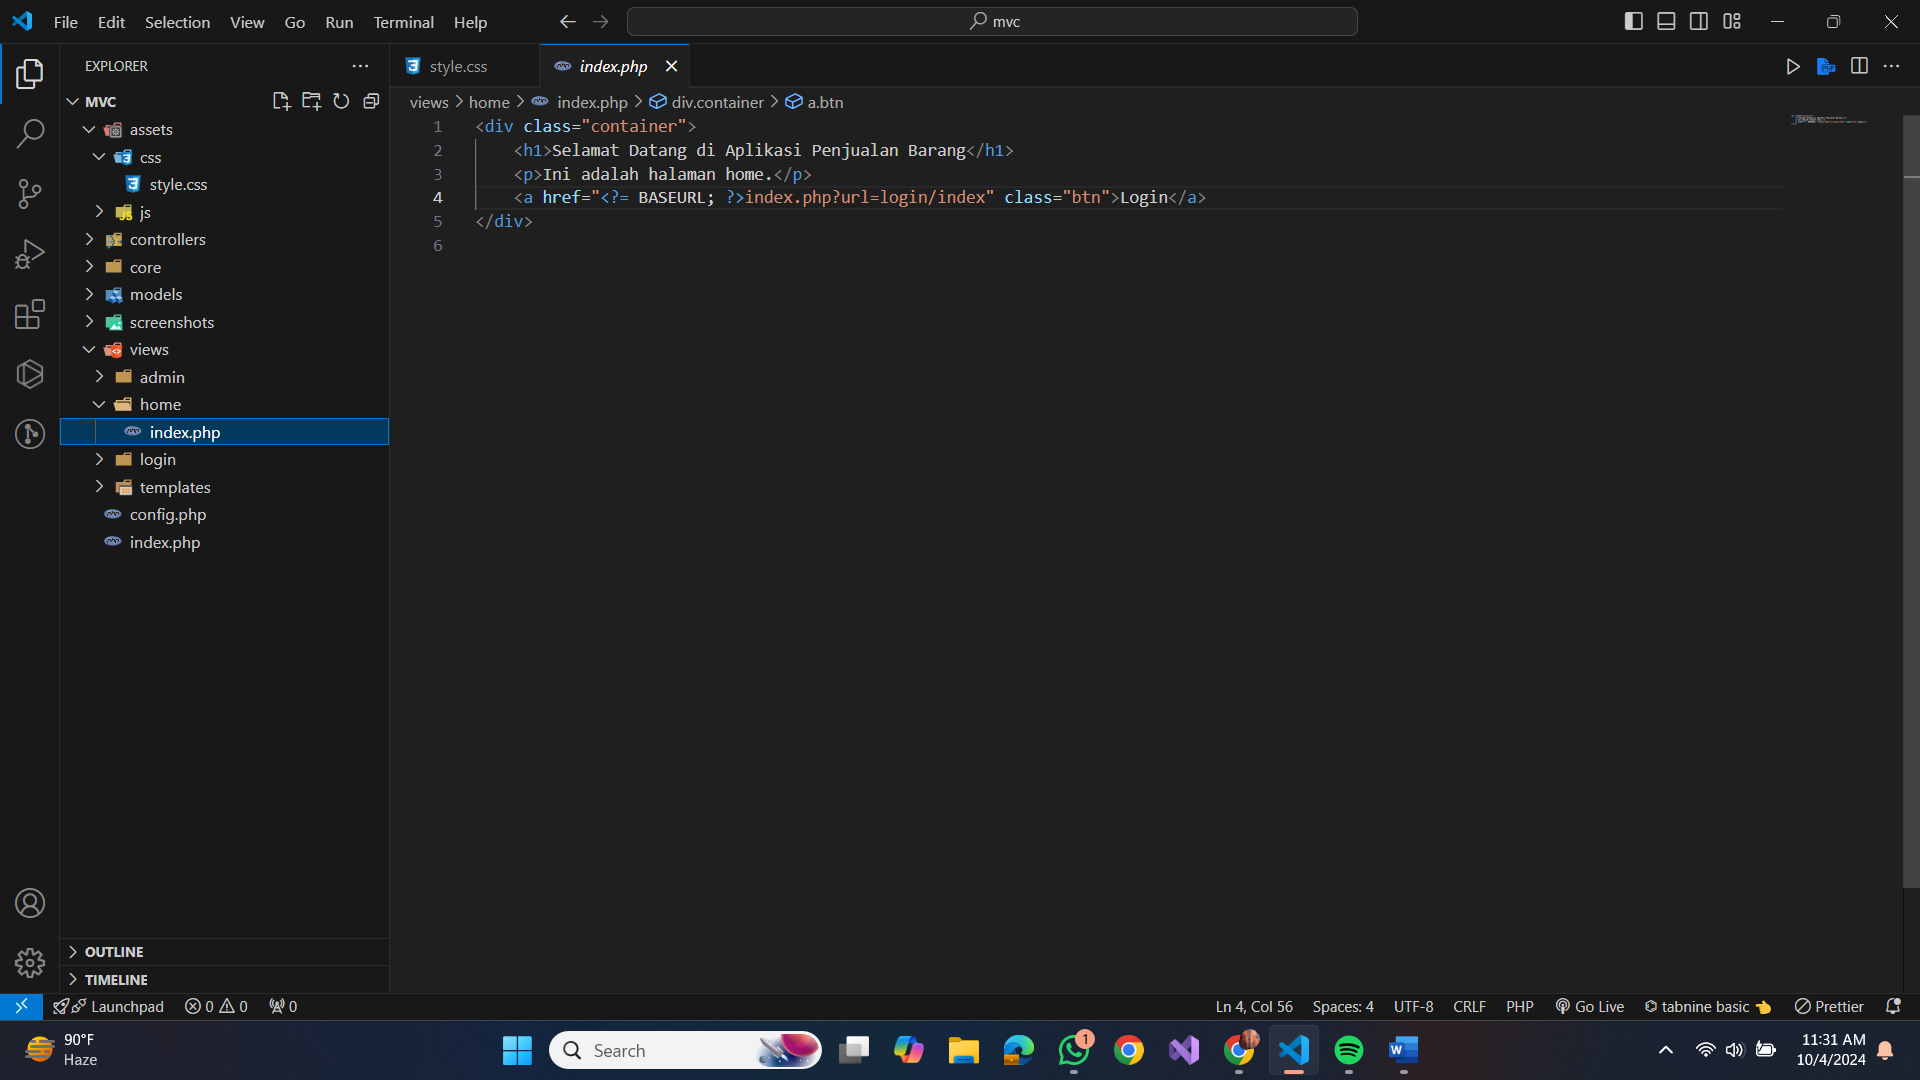 File Edit Selection View Go Run Terminal Help
mvc
EXPLORER
style.css
index.php
MVC
views > home > index.php > div.container > a.btn
assets
css
style.css
js
controllers
core
models
screenshots
views
admin
home
index.php
login
templates
config.php
index.php
1 <div class="container">
2 <h1>Selamat Datang di Aplikasi Penjualan Barang</h1>
3 <p>Ini adalah halaman home.</p>
4 <a href="<?= BASEURL; ?>index.php?url=login/index" class="btn">Login</a>
5 </div>
6
OUTLINE
TIMELINE
Launchpad 0 0 0
Ln 4, Col 56 Spaces: 4 UTF-8 CRLF PHP Go Live tabnine basic Prettier
90°F
Haze
Search
1
11:31 AM
10/4/2024